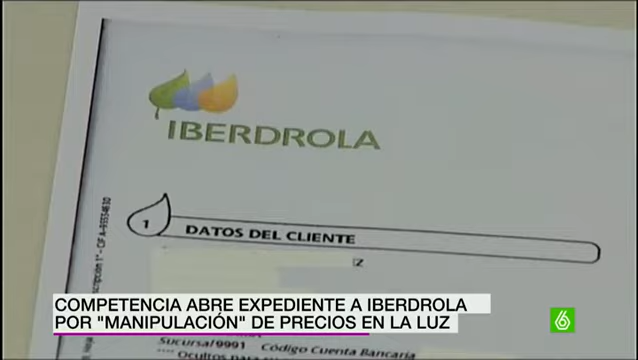 IBERDROLA
1 DATOS DEL CLIENTE
Z
COMPETENCIA ABRE EXPEDIENTE A IBERDROLA
POR "MANIPULACIÓN" DE PRECIOS EN LA LUZ
6
Sucursal 9991 Código Cuenta Bancaria